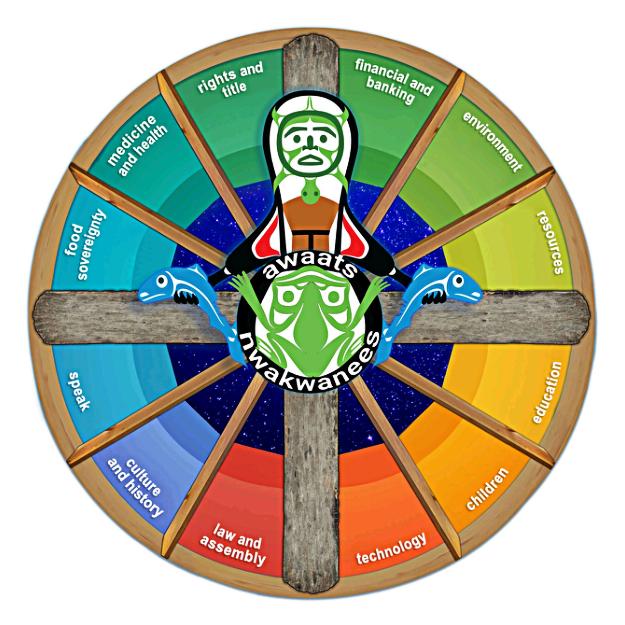 rights and
title
financial and
banking
environment
resources
education
children
technology
law and
assembly
culture
and history
speak
food
sovereignty
medicine
and health
awaats
nwakwanees